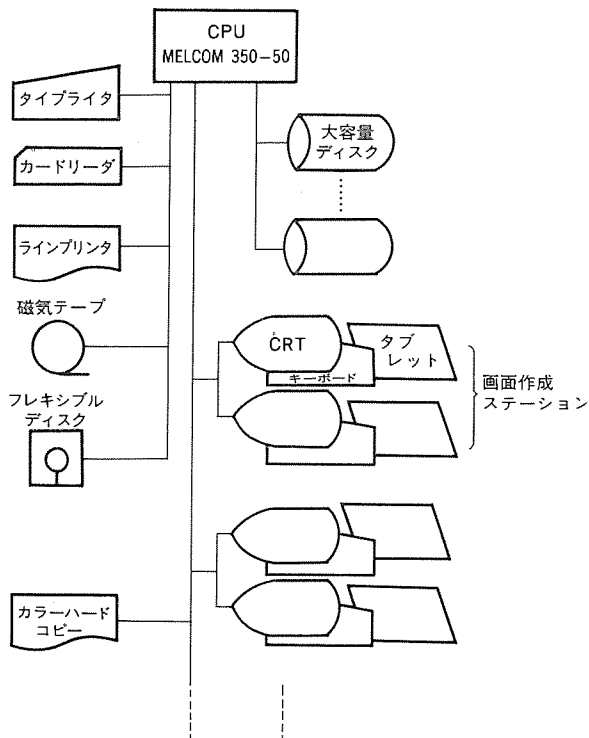 CPU
MELCOM 350-50
タイプライタ
カードリーダ
ラインプリンタ
磁気テープ
フレキシブル
ディスク
大容量
ディスク
CRT
キーボード
タブ
レット
画面作成
ステーション
カラーハード
コピー